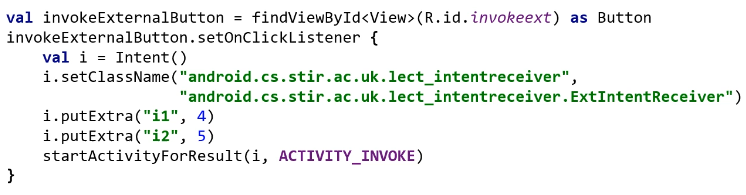 val invokeExternalButton = findViewById<View>(R.id.invokeext) as Button
invokeExternalButton.setOnClickListener {
    val i = Intent()
    i.setClassName("android.cs.stir.ac.uk.lect_intentreceiver",
                   "android.cs.stir.ac.uk.lect_intentreceiver.ExtIntentReceiver")
    i.putExtra("i1", 4)
    i.putExtra("i2", 5)
    startActivityForResult(i, ACTIVITY_INVOKE)
}